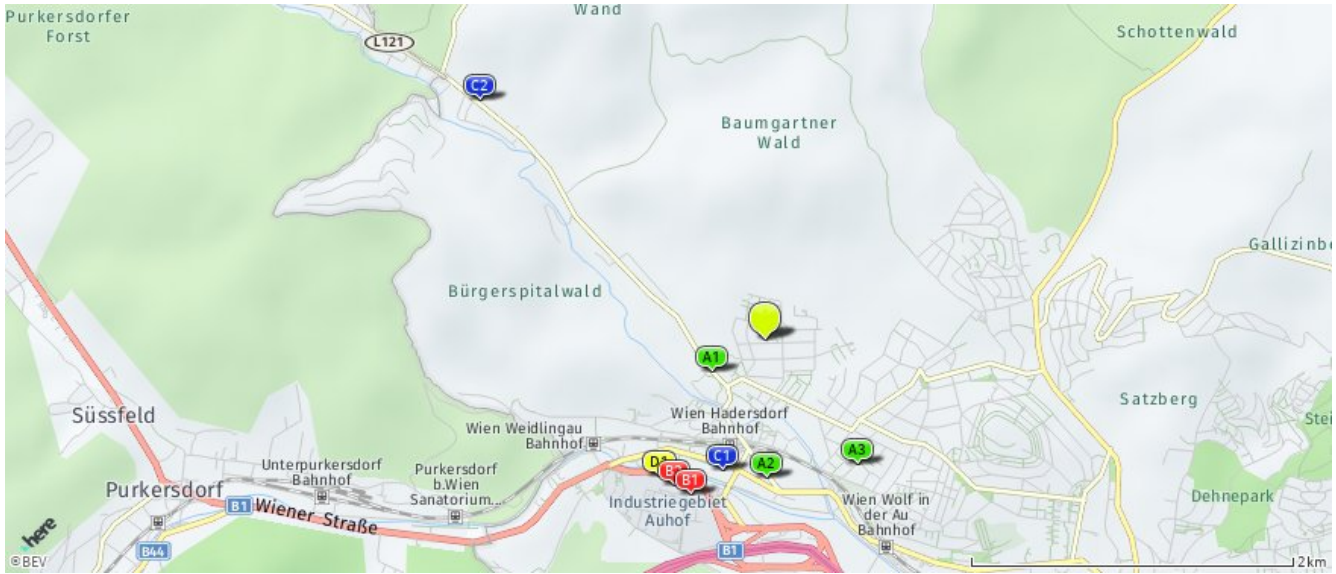 Purkersdorfer
Forst
Wand
Schottenwald
L121
C2
Baumgartner
Wald
Gallizinbe
Bürgerspitalwald
A1
Süssfeld
Satzberg
Wien Hadersdorf
Bahnhof
Wien Weidlingau
Bahnhof
Stei
D1
C1
A2
A3
B2
B1
Unterpurkersdorf
Bahnhof
Purkersdorf
b.Wien
Sanatorium...
Purkersdorf
Industriegebiet
Auhof
Wien Wolf in
der Au
Bahnhof
Dehnepark
B1
Wiener Straße
B44
B1
here
©BEV
2km